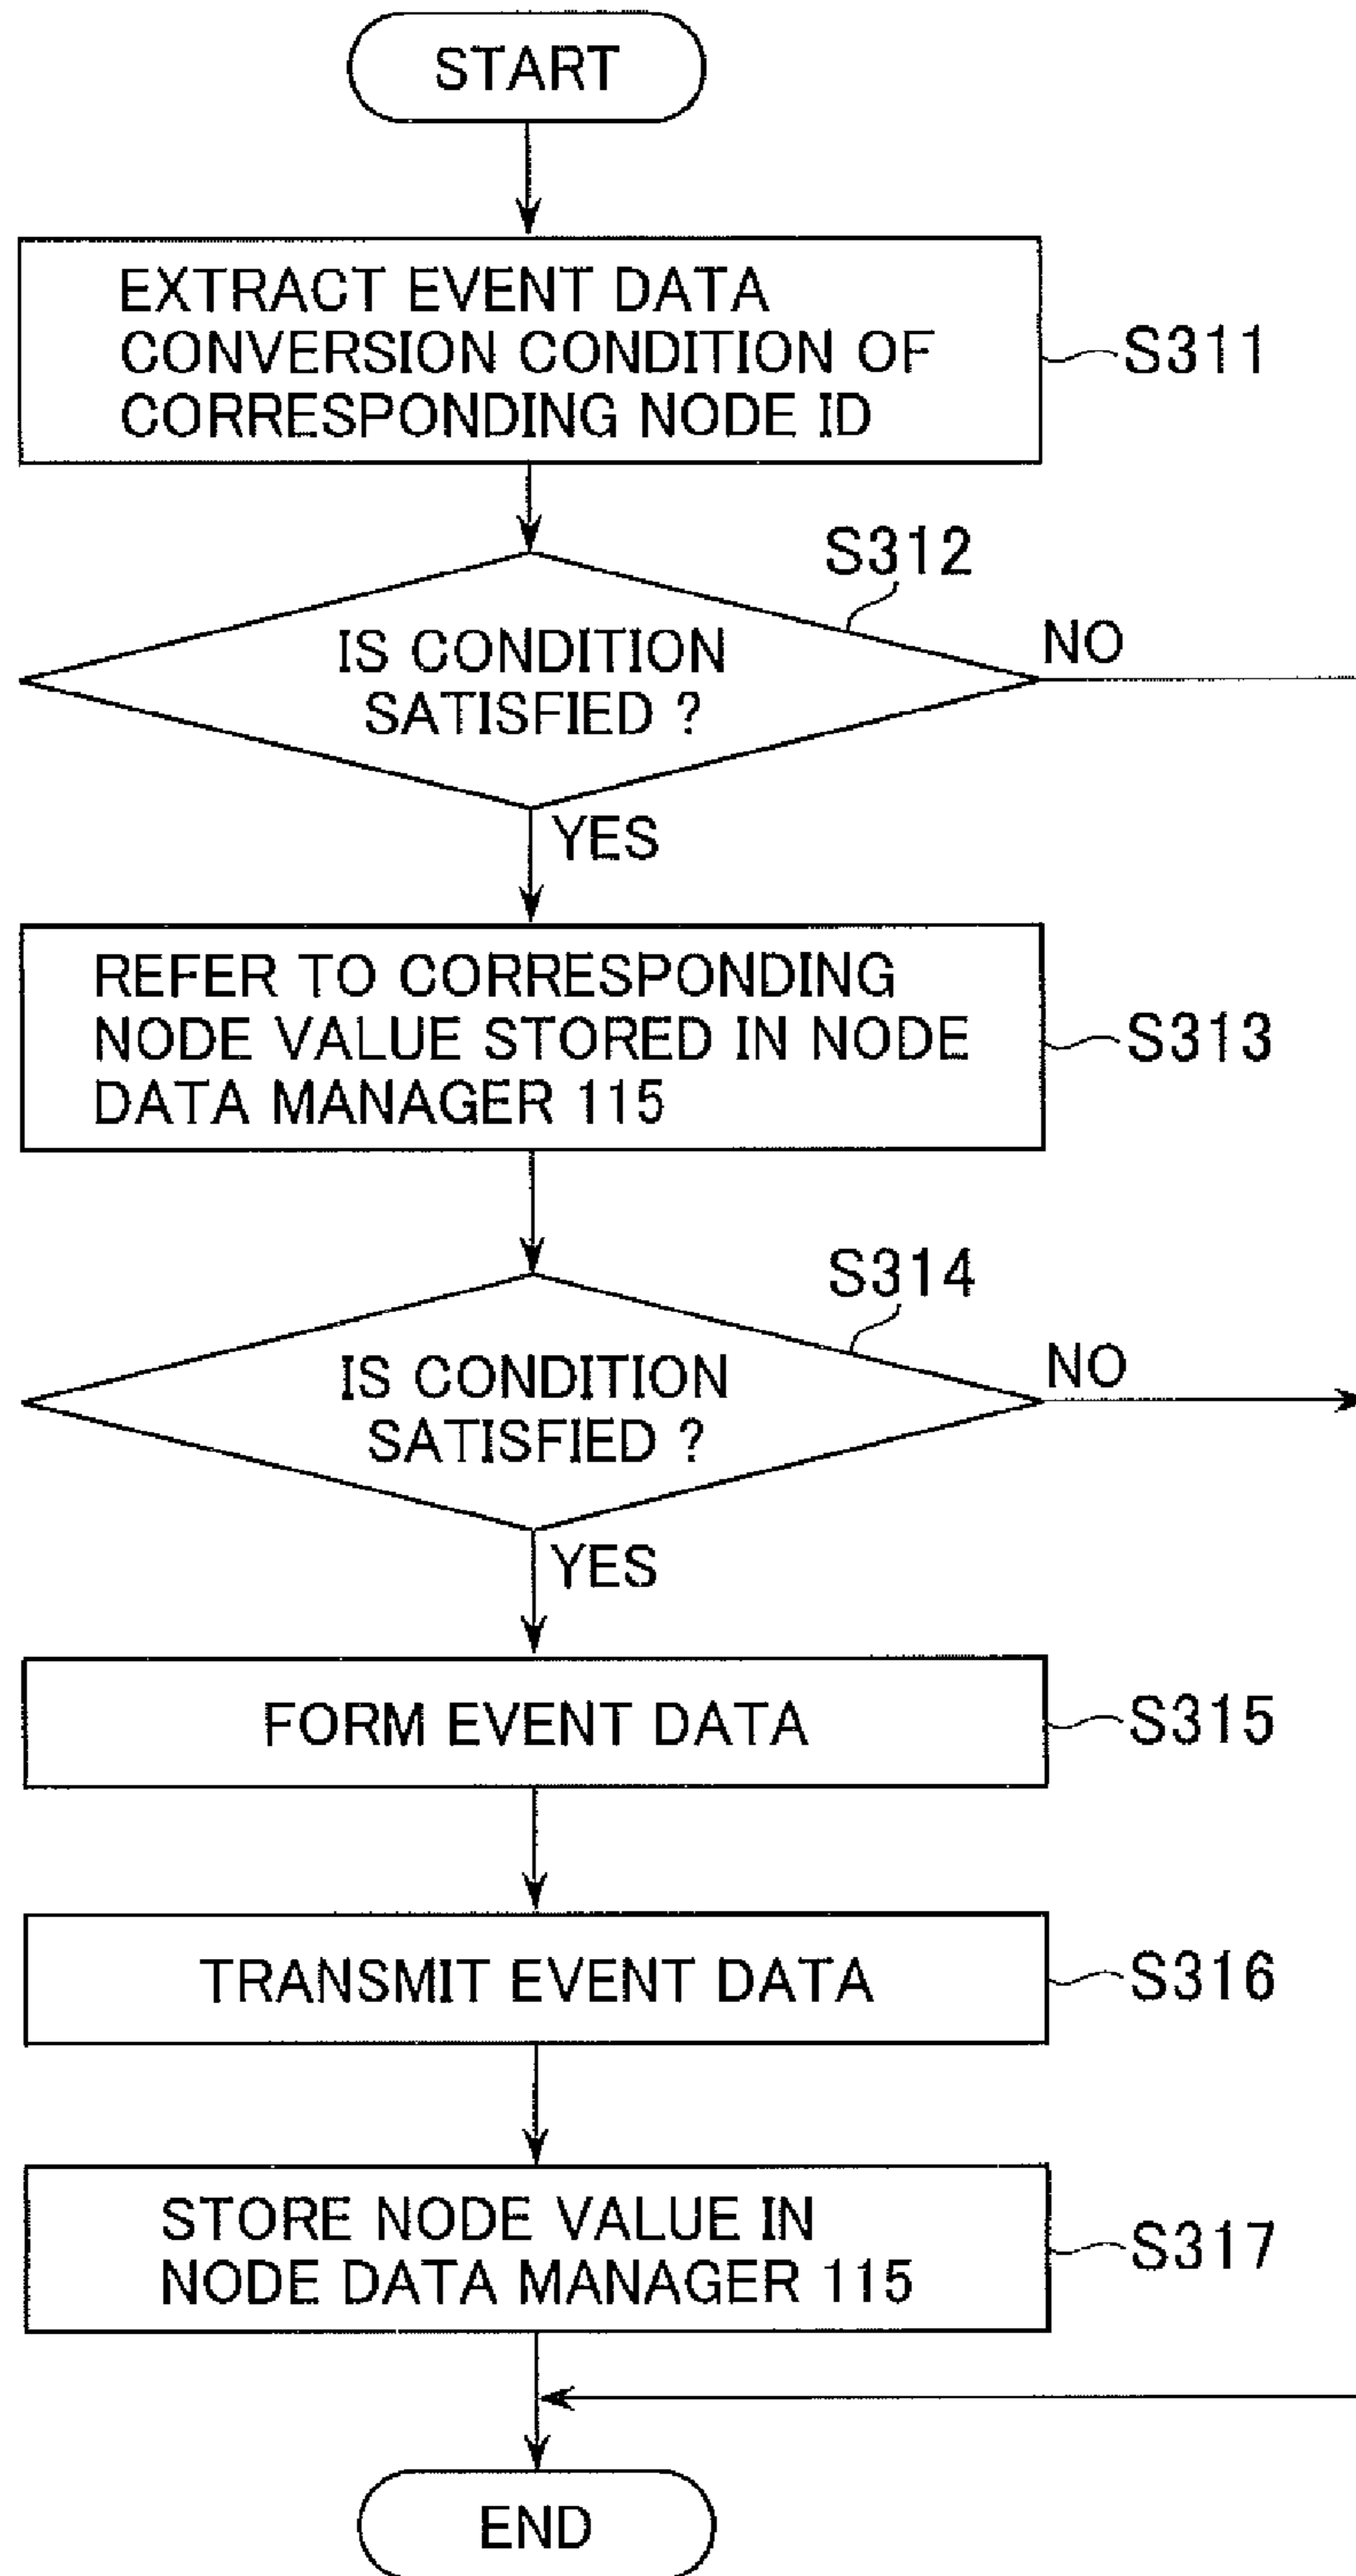 START
EXTRACT EVENT DATA
CONVERSION CONDITION OF
CORRESPONDING NODE ID
S311
S312
IS CONDITION
SATISFIED ?
NO
YES
REFER TO CORRESPONDING
NODE VALUE STORED IN NODE
DATA MANAGER 115
S313
S314
IS CONDITION
SATISFIED ?
NO
YES
FORM EVENT DATA
S315
TRANSMIT EVENT DATA
S316
STORE NODE VALUE IN
NODE DATA MANAGER 115
S317
END